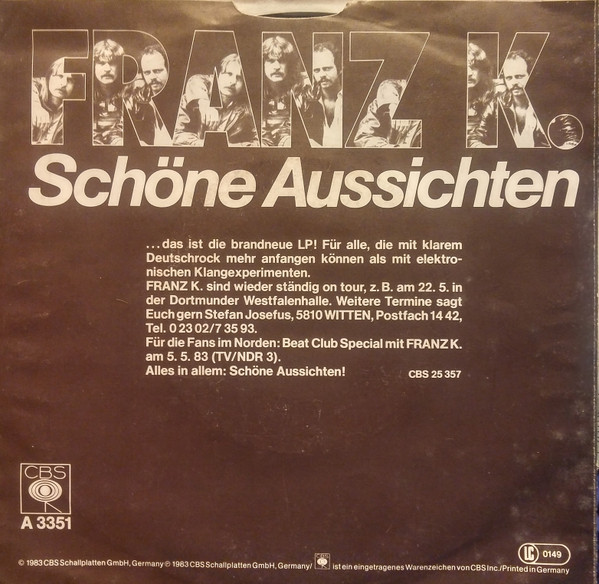 FRANZ K.
Schöne Aussichten
...das ist die brandneue LP! Für alle, die mit klarem
Deutschrock mehr anfangen können als mit elektro-
nischen Klangexperimenten.
FRANZ K. sind wieder ständig on tour, z.B. am 22. 5. in
der Dortmunder Westfalenhalle. Weitere Termine sagt
Euch gern Stefan Josefus, 5810 WITTEN, Postfach 14 42,
Tel. 0 23 02/7 35 93.
Für die Fans im Norden: Beat Club Special mit FRANZ K.
am 5. 5. 83 (TV/NDR 3).
Alles in allem: Schöne Aussichten!
CBS 25 357
CBS
A 3351
LC 0149
© 1983 CBS Schallplatten GmbH, Germany ℗ 1983 CBS Schallplatten GmbH, Germany/ CBS ist ein eingetragenes Warenzeichen von CBS Inc./Printed in Germany